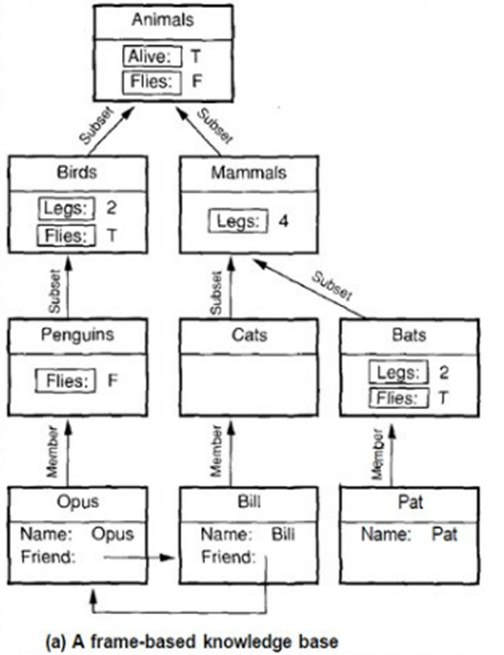 Animals
Alive: T
Flies: F
Subset
Subset
Birds
Legs: 2
Flies: T
Mammals
Legs: 4
Subset
Subset
Subset
Penguins
Flies: F
Cats
Bats
Legs: 2
Flies: T
Member
Member
Member
Opus
Name: Opus
Friend:
Bill
Name: Bill
Friend:
Pat
Name: Pat
(a) A frame-based knowledge base